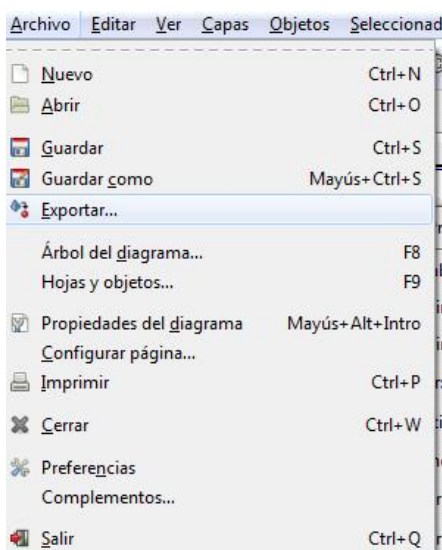 Archivo Editar Ver Capas Objetos Seleccionad
Nuevo Ctrl+N
Abrir Ctrl+O
Guardar Ctrl+S
Guardar como Mayús+Ctrl+S
Exportar...
Árbol del diagrama... F8
Hojas y objetos... F9
Propiedades del diagrama Mayús+Alt+Intro
Configurar página...
Imprimir Ctrl+P
Cerrar Ctrl+W
Preferencias
Complementos...
Salir Ctrl+Q